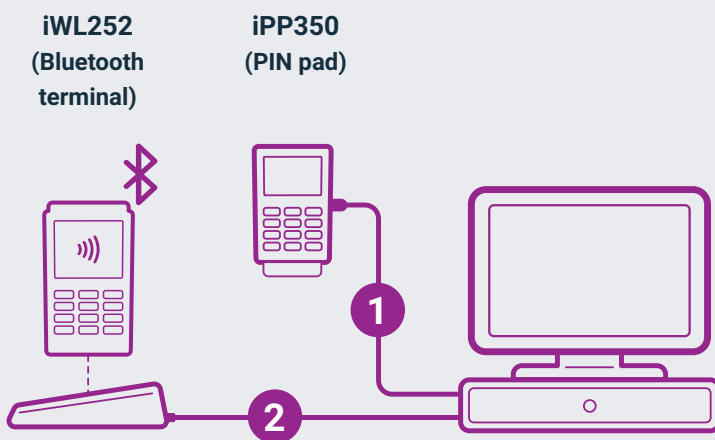 iWL252
(Bluetooth
terminal)
iPP350
(PIN pad)
1
2